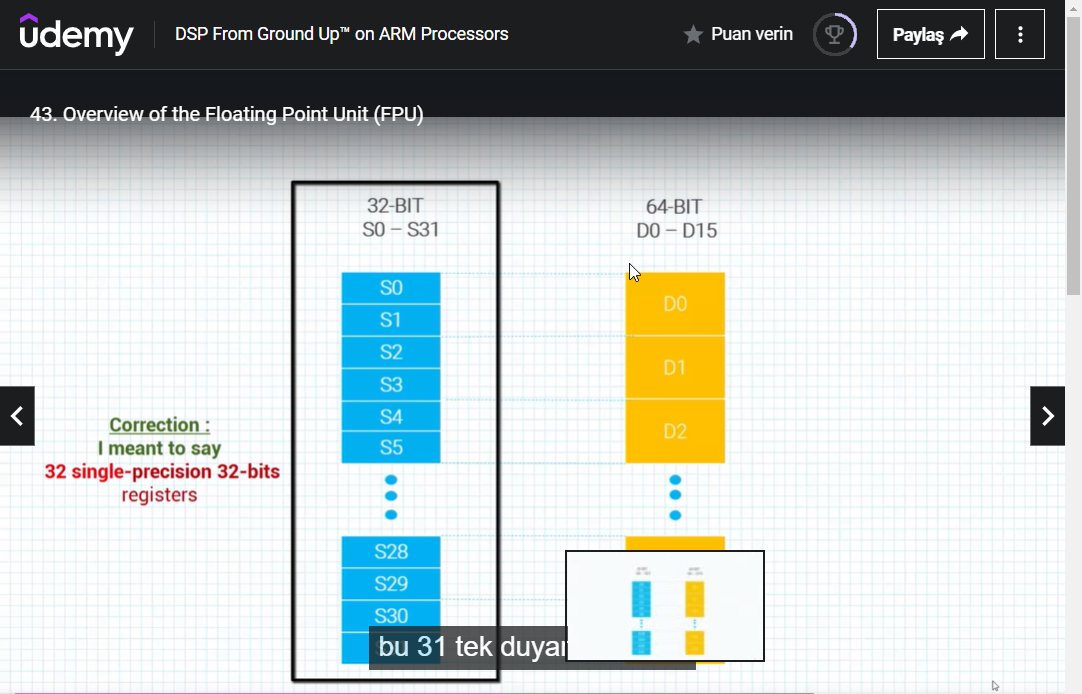 ûdemy
DSP From Ground Up™ on ARM Processors
Puan verin
Paylaş
43. Overview of the Floating Point Unit (FPU)
32-BIT
S0 – S31
64-BIT
D0 – D15
S0
S1
S2
S3
S4
S5
S28
S29
S30
D0
D1
D2
Correction :
I meant to say
32 single-precision 32-bits
registers
bu 31 tek